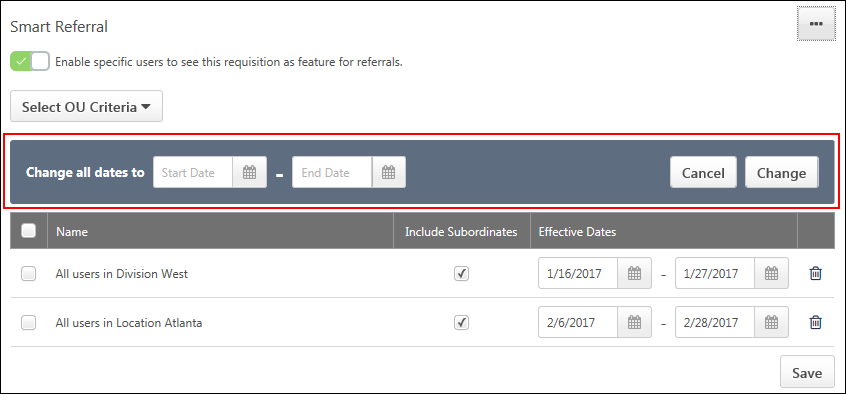 Smart Referral
•••
Enable specific users to see this requisition as feature for referrals.
Select OU Criteria
Change all dates to Start Date - End Date Cancel Change
Name Include Subordinates Effective Dates
All users in Division West 1/16/2017 - 1/27/2017
All users in Location Atlanta 2/6/2017 - 2/28/2017
Save